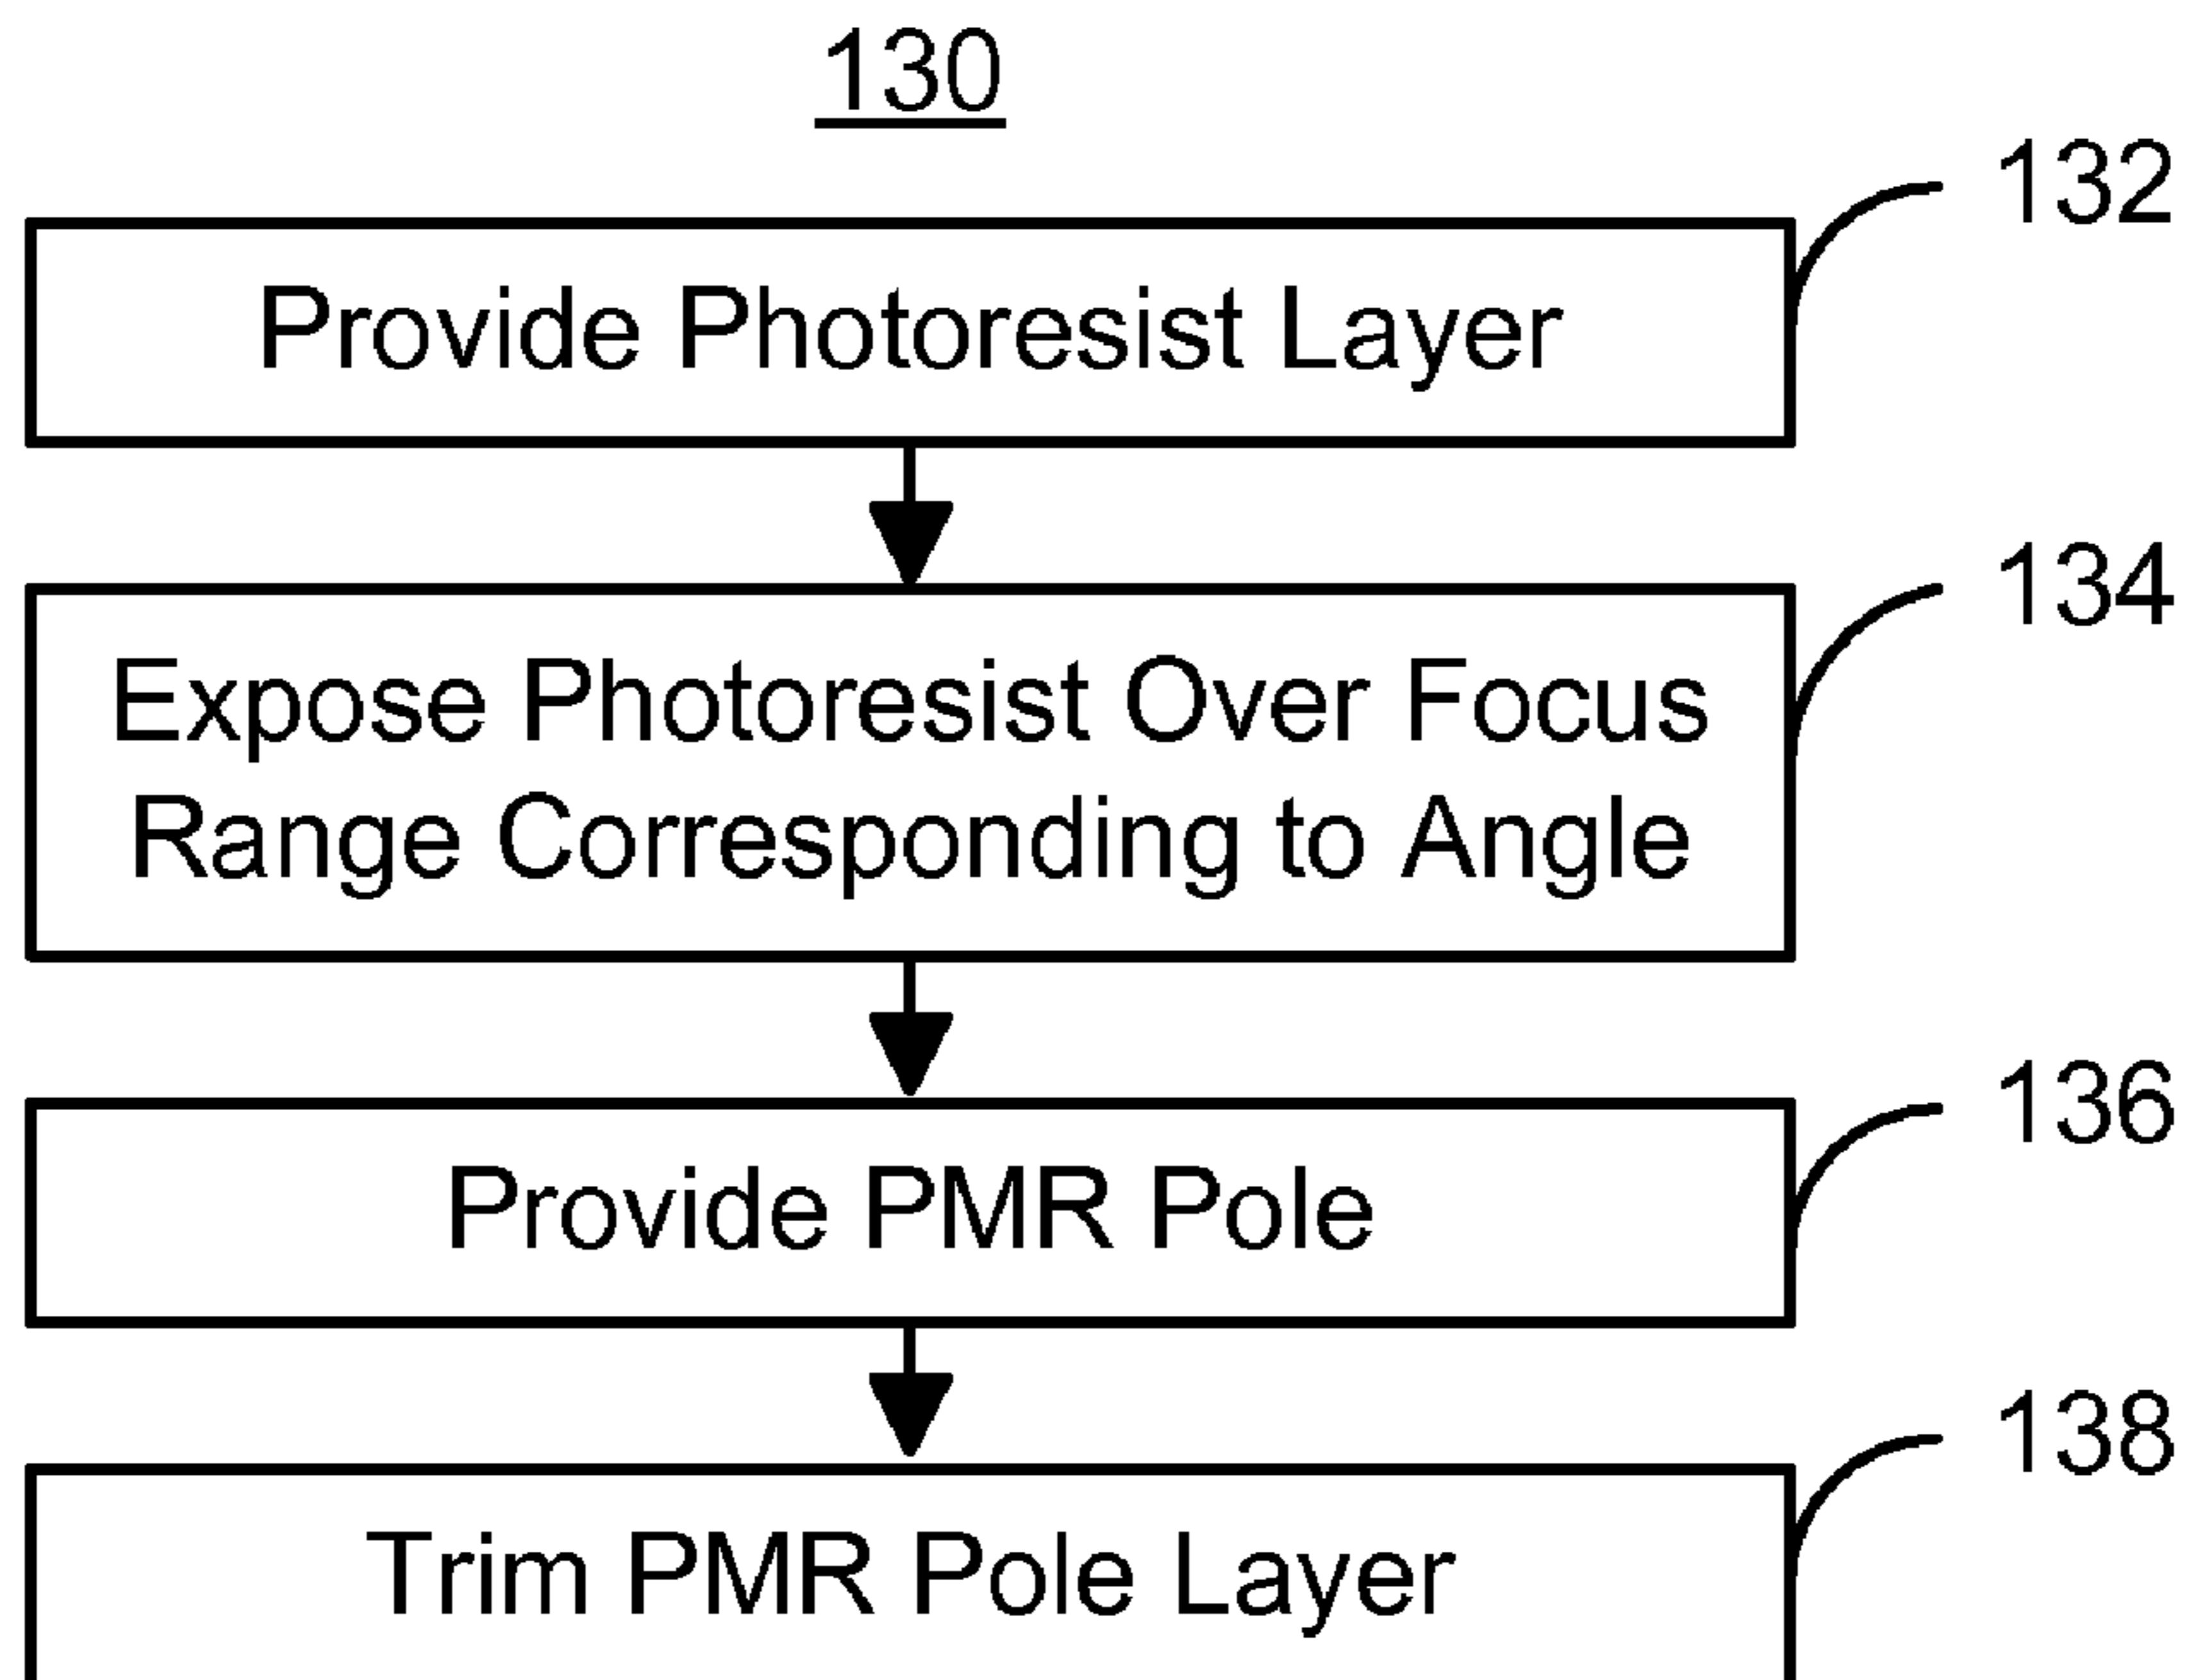 130
132
Provide Photoresist Layer
134
Expose Photoresist Over Focus
Range Corresponding to Angle
136
Provide PMR Pole
138
Trim PMR Pole Layer